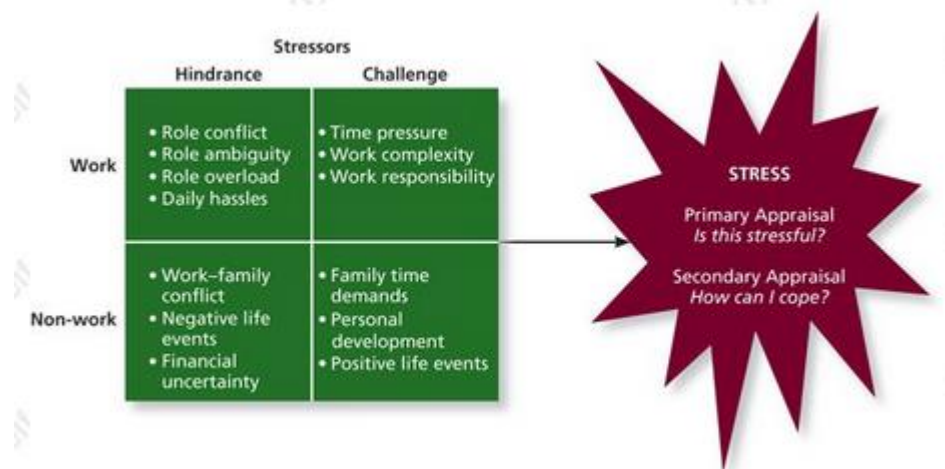 Stressors
Hindrance
Challenge
Work
• Role conflict
• Role ambiguity
• Role overload
• Daily hassles
• Time pressure
• Work complexity
• Work responsibility
Non-work
• Work–family
conflict
• Negative life
events
• Financial
uncertainty
• Family time
demands
• Personal
development
• Positive life events
STRESS
Primary Appraisal
Is this stressful?
Secondary Appraisal
How can I cope?